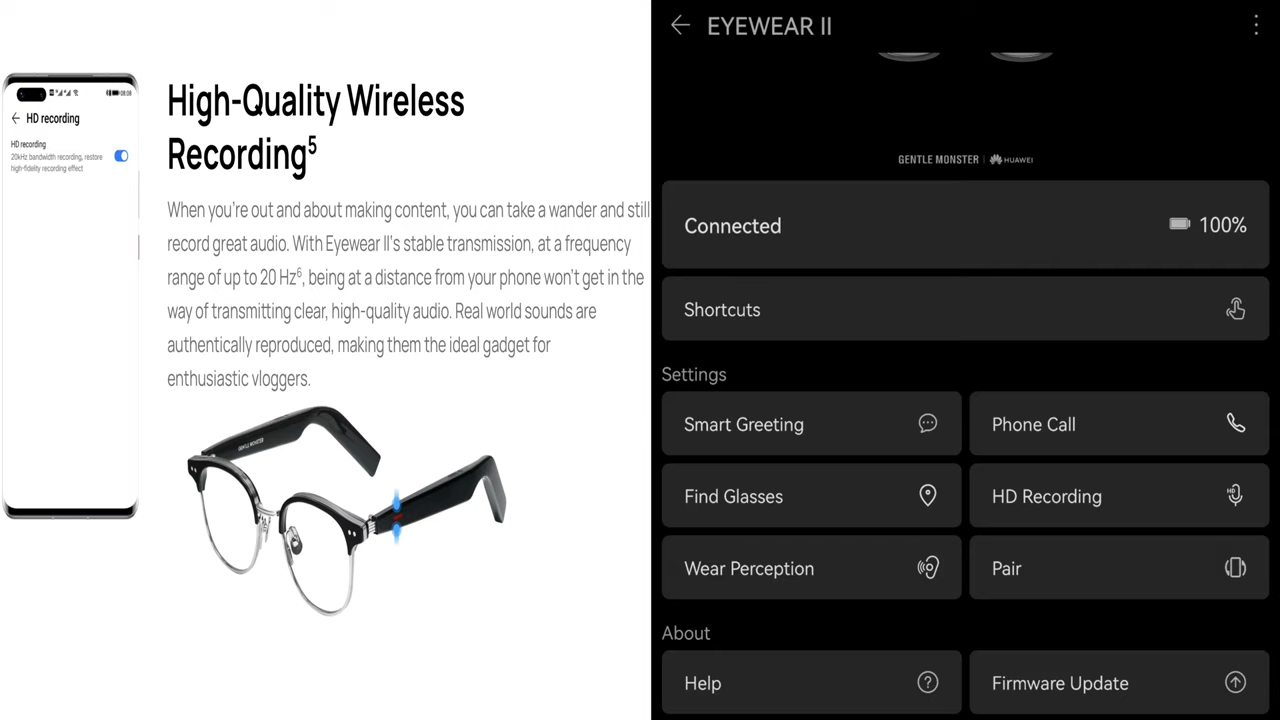 HD recording
HD recording
20kHz bandwidth recording, restore
high-fidelity recording effect
High-Quality Wireless
Recording⁵
When you're out and about making content, you can take a wander and still
record great audio. With Eyewear II's stable transmission, at a frequency
range of up to 20 Hz⁶, being at a distance from your phone won't get in the
way of transmitting clear, high-quality audio. Real world sounds are
authentically reproduced, making them the ideal gadget for
enthusiastic vloggers.
GENTLE MONSTER
EYEWEAR II
GENTLE MONSTER | HUAWEI
Connected 100%
Shortcuts
Settings
Smart Greeting
Phone Call
Find Glasses
HD Recording
HD
Wear Perception
Pair
About
Help
Firmware Update